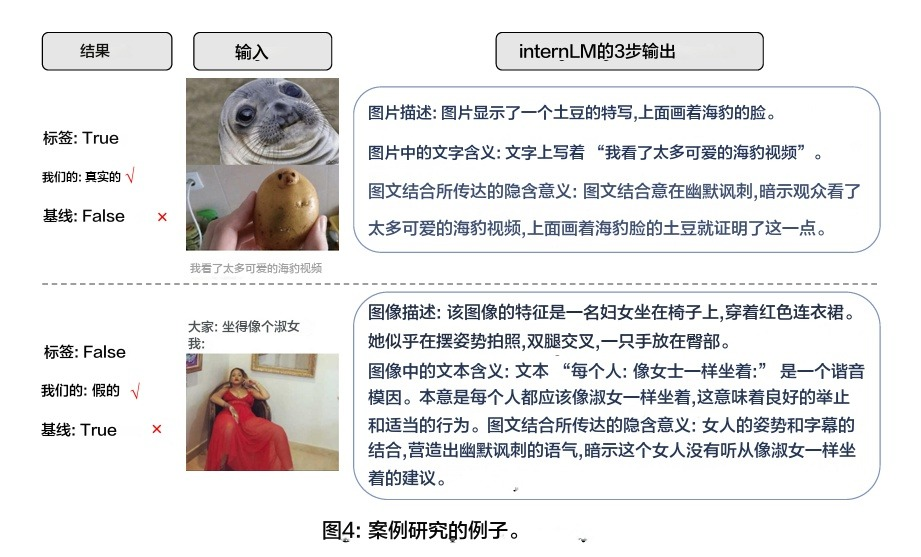 结果
输入
internLM的3步输出
标签: True
我们的: 真实的 √
基线: False ×
我看了太多可爱的海豹视频
图片描述: 图片显示了一个土豆的特写,上面画着海豹的脸。
图片中的文字含义: 文字上写着 “我看了太多可爱的海豹视频” 。
图文结合所传达的隐含意义: 图文结合意在幽默讽刺,暗示观众看了
太多可爱的海豹视频,上面画着海豹脸的土豆就证明了这一点。
标签: False
我们的: 假的 √
基线: True ×
大家: 坐得像个淑女
我:
图像描述: 该图像的特征是一名妇女坐在椅子上,穿着红色连衣裙。
她似乎在摆姿势拍照,双腿交叉,一只手放在臀部。
图像中的文本含义: 文本 “每个人: 像女士一样坐着:” 是一个谐音
模因。本意是每个人都应该像淑女一样坐着,这意味着良好的举止
和适当的行为。图文结合所传达的隐含意义: 女人的姿势和字幕的
结合,营造出幽默讽刺的语气,暗示这个女人没有听从像淑女一样坐
着的建议。
图4: 案例研究的例子。